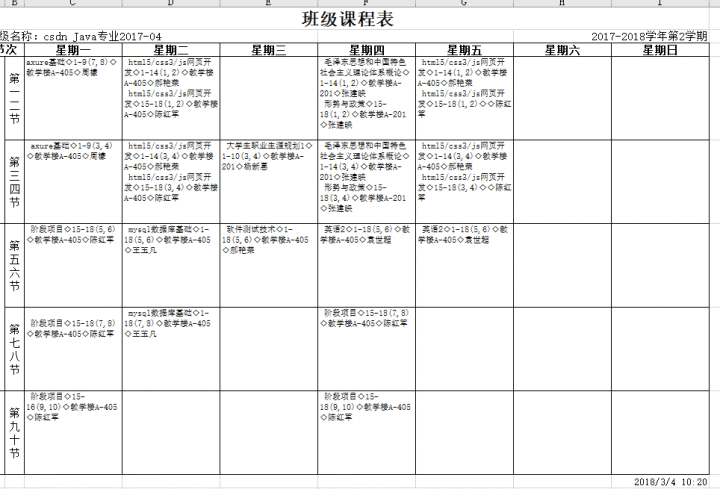 C D E F G H I
班级课程表
级名称: csdn Java专业2017-04 2017-2018学年第2学期
节次 星期一 星期二 星期三 星期四 星期五 星期六 星期日
第一二节
axure基础◇1-9(7,8)◇
教学楼A-405◇周檬
html5/css3/js网页开
发◇1-14(1,2)◇教学楼
A-405◇郝艳荣
html5/css3/js网页开
发◇15-18(1,2)◇教学楼
A-405◇陈红军
毛泽东思想和中国特色
社会主义理论体系概论◇
1-14(1,2)◇教学楼A-
201◇张建峡
形势与政策◇15-
18(1,2)◇教学楼A-201
◇张建峡
html5/css3/js网页开
发◇1-14(1,2)◇教学楼
A-405◇郝艳荣
html5/css3/js网页开
发◇15-18(1,2)◇◇陈红
军
第三四节
axure基础◇1-9(3,4)
◇教学楼A-405◇周檬
html5/css3/js网页开
发◇1-14(3,4)◇教学楼
A-405◇郝艳荣
html5/css3/js网页开
发◇15-18(3,4)◇教学楼
A-405◇陈红军
大学生职业生涯规划1◇
1-10(3,4)◇教学楼A-
201◇杨新惠
毛泽东思想和中国特色
社会主义理论体系概论◇
1-14(3,4)◇教学楼A-
201◇张建峡
形势与政策◇15-
18(3,4)◇教学楼A-201
◇张建峡
html5/css3/js网页开
发◇1-14(3,4)◇教学楼
A-405◇郝艳荣
html5/css3/js网页开
发◇15-18(3,4)◇◇陈红
军
第五六节
阶段项目◇15-18(5,6)
◇教学楼A-405◇陈红军
mysql数据库基础◇1-
18(5,6)◇教学楼A-405
◇王玉凡
软件测试技术◇1-
18(5,6)◇教学楼A-405
◇郝艳荣
英语2◇1-18(5,6)◇教
学楼A-405◇袁世超
英语2◇1-18(5,6)◇教
学楼A-405◇袁世超
第七八节
阶段项目◇15-18(7,8)
◇教学楼A-405◇陈红军
mysql数据库基础◇1-
18(7,8)◇教学楼A-405
◇王玉凡
阶段项目◇15-18(7,8)
◇教学楼A-405◇陈红军
第九十节
阶段项目◇15-
16(9,10)◇教学楼A-405
◇陈红军
阶段项目◇15-
18(9,10)◇教学楼A-405
◇陈红军
2018/3/4 10:20